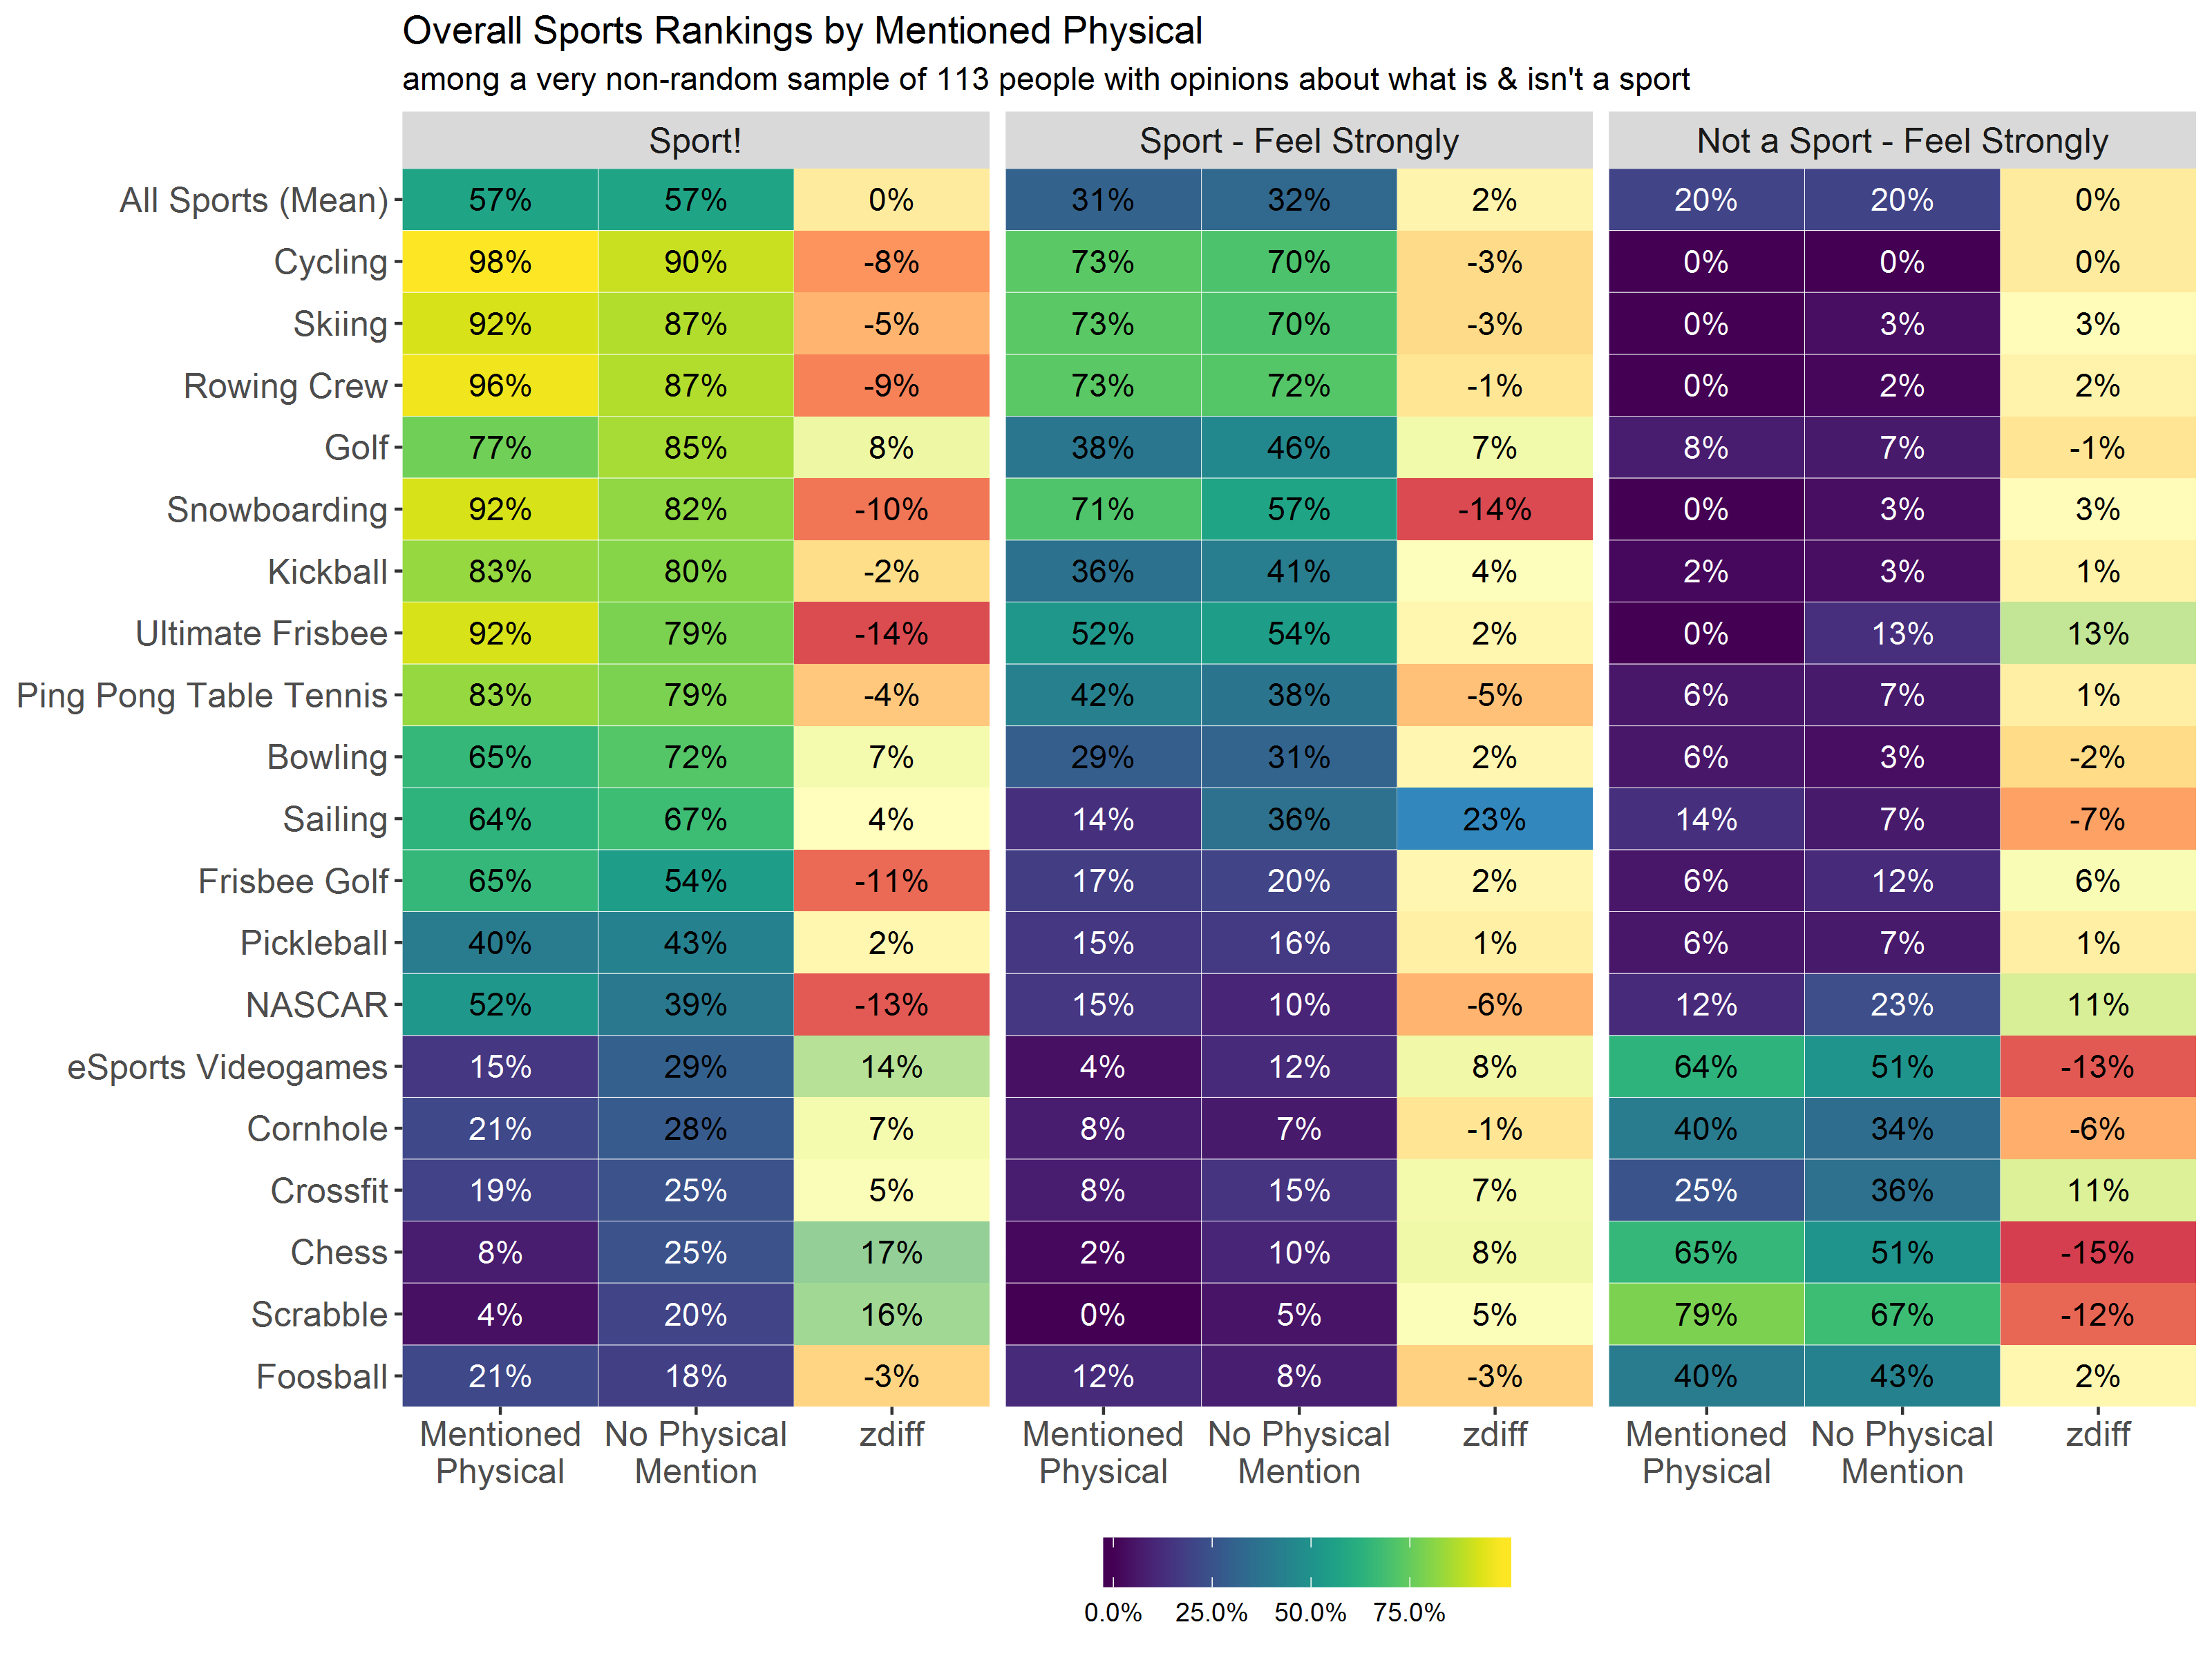 Overall Sports Rankings by Mentioned Physical
among a very non-random sample of 113 people with opinions about what is & isn't a sport
Sport! Sport - Feel Strongly Not a Sport - Feel Strongly
All Sports (Mean) 57% 57% 0% 31% 32% 2% 20% 20% 0%
Cycling 98% 90% -8% 73% 70% -3% 0% 0% 0%
Skiing 92% 87% -5% 73% 70% -3% 0% 3% 3%
Rowing Crew 96% 87% -9% 73% 72% -1% 0% 2% 2%
Golf 77% 85% 8% 38% 46% 7% 8% 7% -1%
Snowboarding 92% 82% -10% 71% 57% -14% 0% 3% 3%
Kickball 83% 80% -2% 36% 41% 4% 2% 3% 1%
Ultimate Frisbee 92% 79% -14% 52% 54% 2% 0% 13% 13%
Ping Pong Table Tennis 83% 79% -4% 42% 38% -5% 6% 7% 1%
Bowling 65% 72% 7% 29% 31% 2% 6% 3% -2%
Sailing 64% 67% 4% 14% 36% 23% 14% 7% -7%
Frisbee Golf 65% 54% -11% 17% 20% 2% 6% 12% 6%
Pickleball 40% 43% 2% 15% 16% 1% 6% 7% 1%
NASCAR 52% 39% -13% 15% 10% -6% 12% 23% 11%
eSports Videogames 15% 29% 14% 4% 12% 8% 64% 51% -13%
Cornhole 21% 28% 7% 8% 7% -1% 40% 34% -6%
Crossfit 19% 25% 5% 8% 15% 7% 25% 36% 11%
Chess 8% 25% 17% 2% 10% 8% 65% 51% -15%
Scrabble 4% 20% 16% 0% 5% 5% 79% 67% -12%
Foosball 21% 18% -3% 12% 8% -3% 40% 43% 2%
Mentioned No Physical zdiff Mentioned No Physical zdiff Mentioned No Physical zdiff
Physical Mention Physical Mention Physical Mention
0.0% 25.0% 50.0% 75.0%